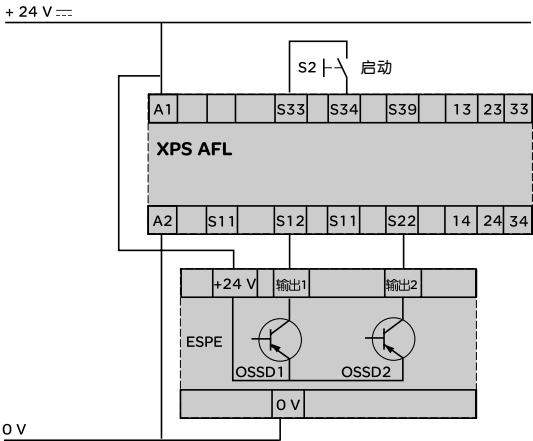 + 24 V
S2 启动
A1 S33 S34 S39 13 23 33
XPS AFL
A2 S11 S12 S11 S22 14 24 34
+24 V 输出1 输出2
ESPE
OSSD1 OSSD2
0 V
0 V